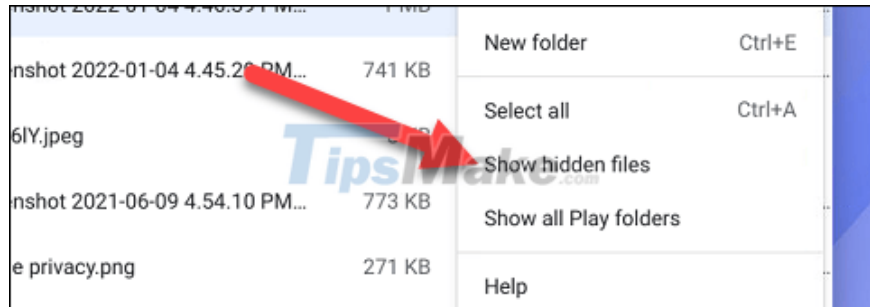 New folder Ctrl+E
nshot 2022-01-04 4.45.29 PM... 741 KB
Select all Ctrl+A
6lY.jpeg
TipsMake.com
Show hidden files
nshot 2021-06-09 4.54.10 PM... 773 KB
Show all Play folders
e privacy.png 271 KB
Help